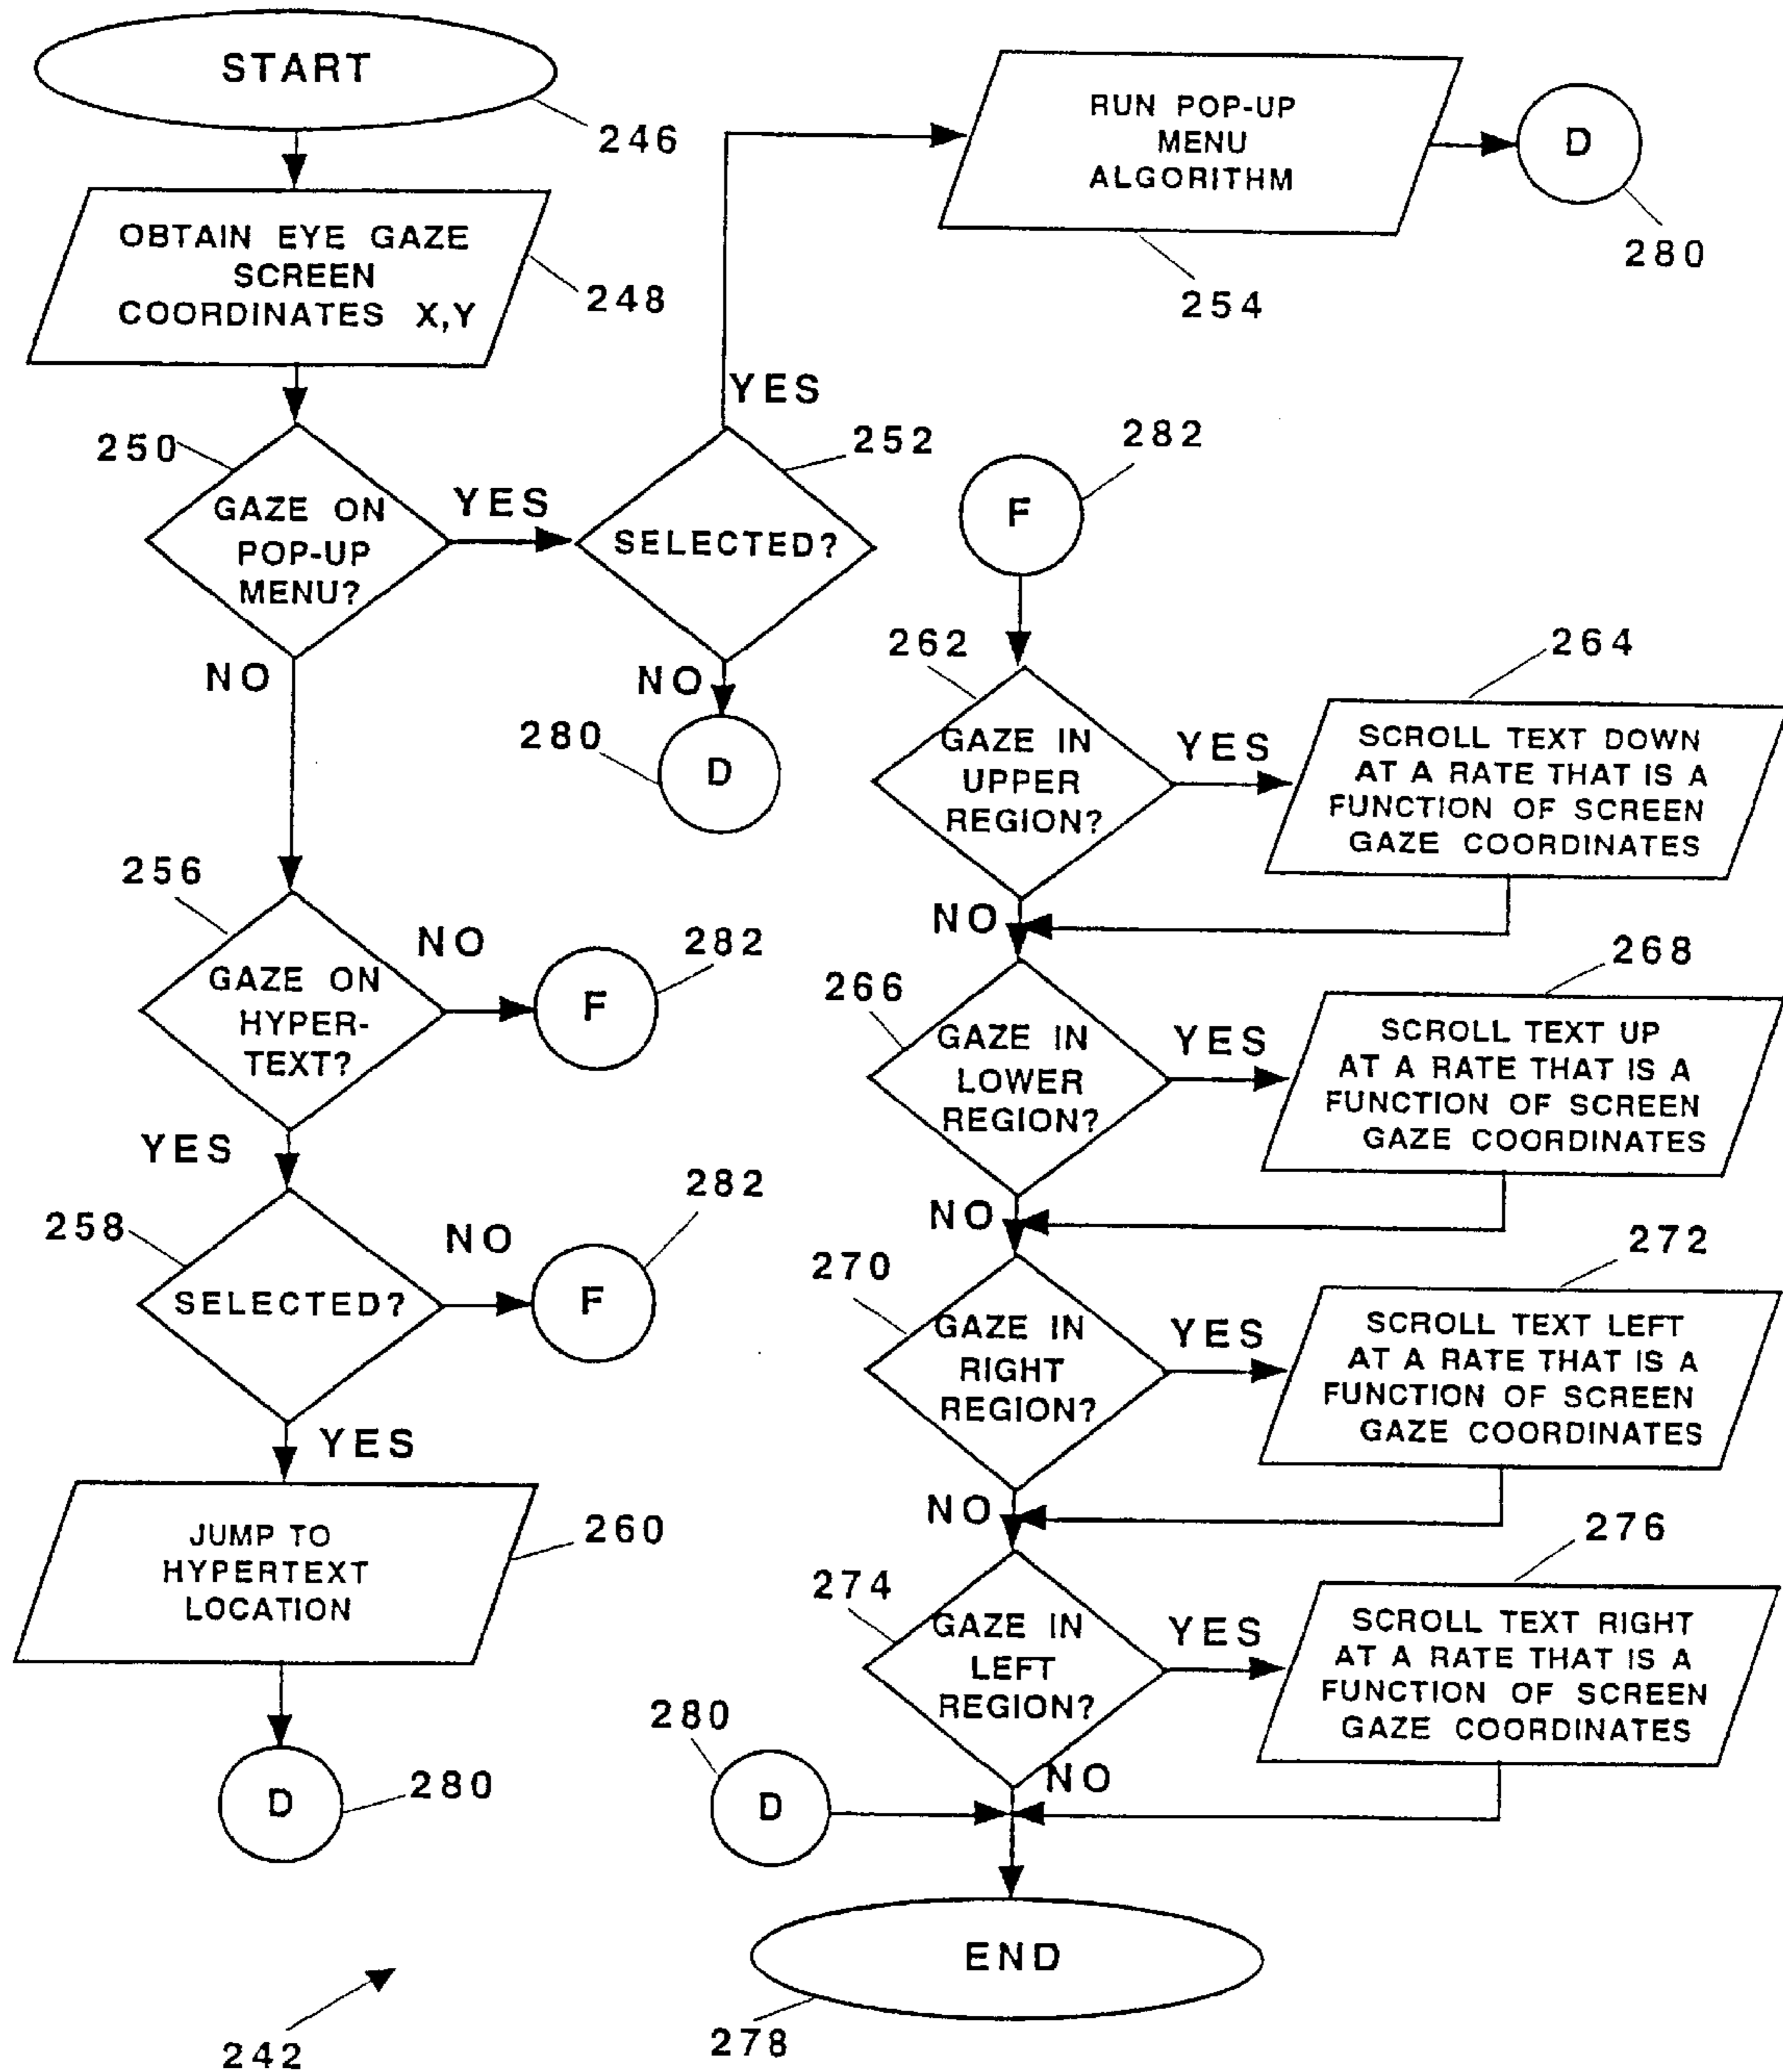 START
246
OBTAIN EYE GAZE
SCREEN
COORDINATES X,Y
248
250
GAZE ON
POP-UP
MENU?
YES
NO
252
SELECTED?
YES
NO
280
D
RUN POP-UP
MENU
ALGORITHM
254
D
280
256
GAZE ON
HYPER-
TEXT?
NO
F
282
YES
258
SELECTED?
NO
F
282
YES
JUMP TO
HYPERTEXT
LOCATION
260
D
280
282
F
262
GAZE IN
UPPER
REGION?
YES
264
SCROLL TEXT DOWN
AT A RATE THAT IS A
FUNCTION OF SCREEN
GAZE COORDINATES
NO
266
GAZE IN
LOWER
REGION?
YES
268
SCROLL TEXT UP
AT A RATE THAT IS A
FUNCTION OF SCREEN
GAZE COORDINATES
NO
270
GAZE IN
RIGHT
REGION?
YES
272
SCROLL TEXT LEFT
AT A RATE THAT IS A
FUNCTION OF SCREEN
GAZE COORDINATES
NO
274
GAZE IN
LEFT
REGION?
YES
276
SCROLL TEXT RIGHT
AT A RATE THAT IS A
FUNCTION OF SCREEN
GAZE COORDINATES
NO
280
D
END
278
242